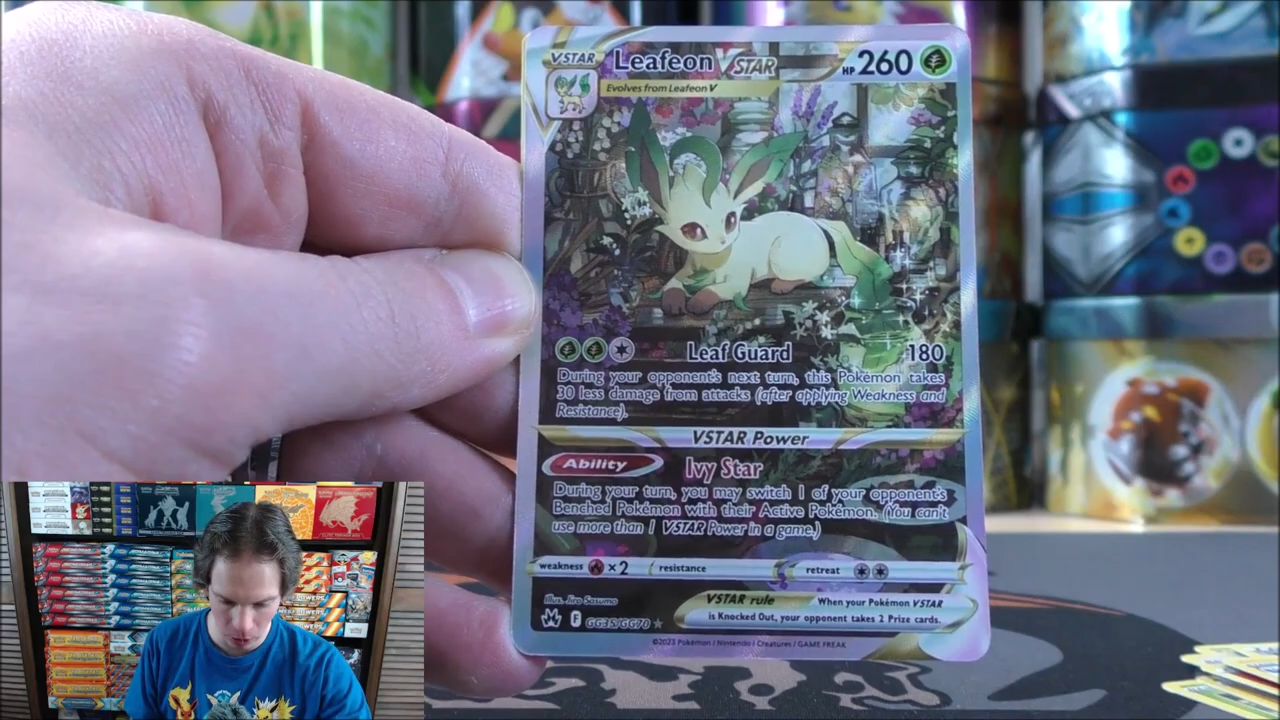 VSTAR Leafeon VSTAR HP 260
Evolves from Leafeon V
Leaf Guard 180
During your opponent's next turn, this Pokémon takes
30 less damage from attacks (after applying Weakness and
Resistance).
VSTAR Power
Ability Ivy Star
During your turn, you may switch 1 of your opponent's
Benched Pokémon with their Active Pokémon. (You can't
use more than 1 VSTAR Power in a game.)
weakness ×2 resistance retreat
Illus. Jiro Sasumo
VSTAR rule When your Pokémon VSTAR
is Knocked Out, your opponent takes 2 Prize cards.
F GG35/GG70
©2023 Pokémon / Nintendo / Creatures / GAME FREAK